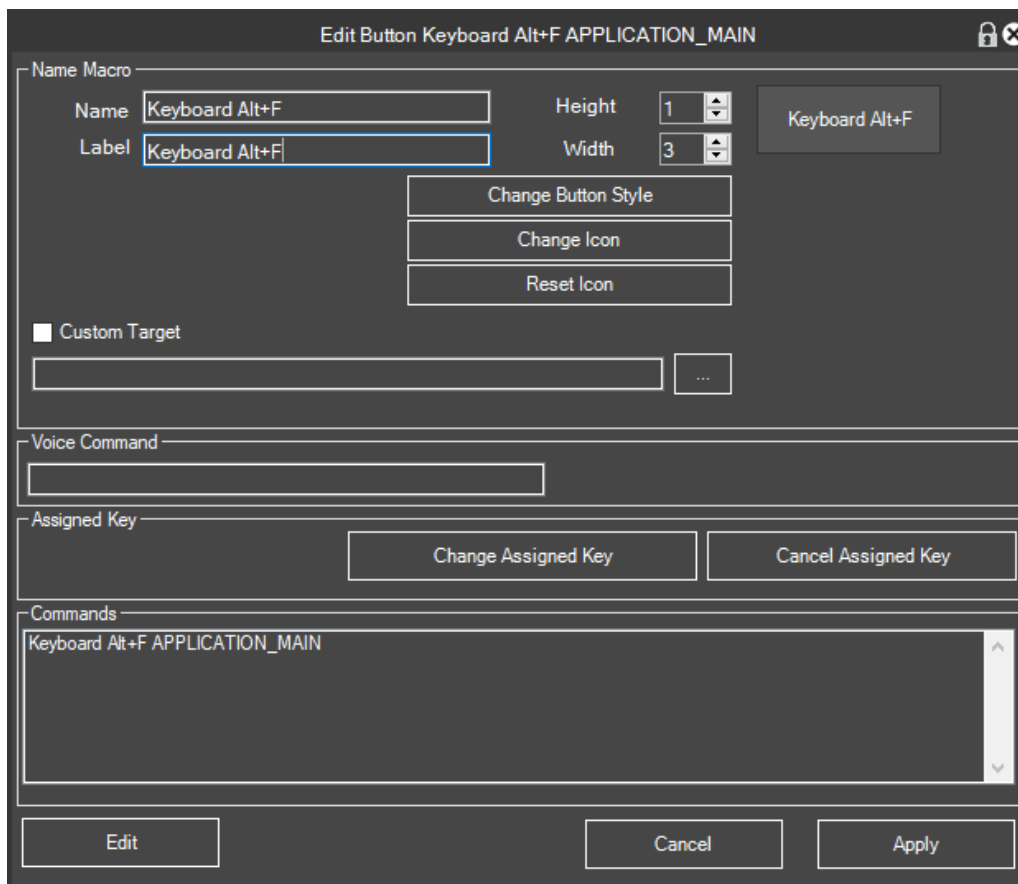 Edit Button Keyboard Alt+F APPLICATION_MAIN
Name Macro
Name Keyboard Alt+F Height 1 Keyboard Alt+F
Label Keyboard Alt+F Width 3
Change Button Style
Change Icon
Reset Icon
Custom Target
...
Voice Command
Assigned Key
Change Assigned Key Cancel Assigned Key
Commands
Keyboard Alt+F APPLICATION_MAIN
Edit Cancel Apply